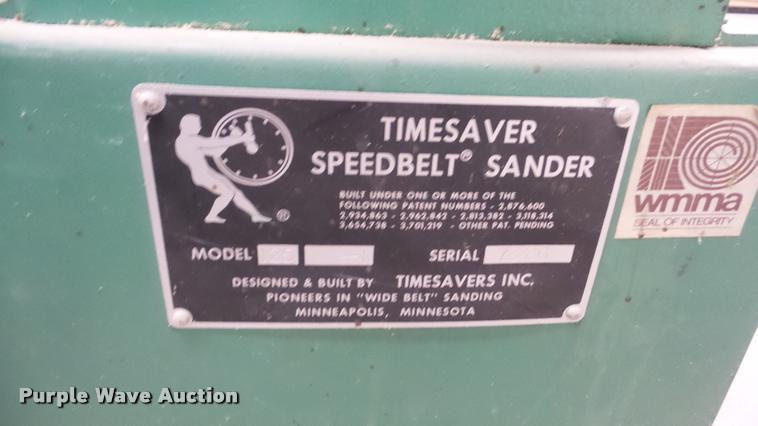 TIMESAVER
SPEEDBELT® SANDER
BUILT UNDER ONE OR MORE OF THE
FOLLOWING PATENT NUMBERS - 2,876,600
2,934,863 - 2,962,842 - 2,813,382 - 3,118,314
3,654,738 - 3,701,219 - OTHER PAT. PENDING
®
MODEL SERIAL
DESIGNED & BUILT BY TIMESAVERS INC.
PIONEERS IN "WIDE BELT" SANDING
MINNEAPOLIS, MINNESOTA
wmma
SEAL OF INTEGRITY
Purple Wave Auction